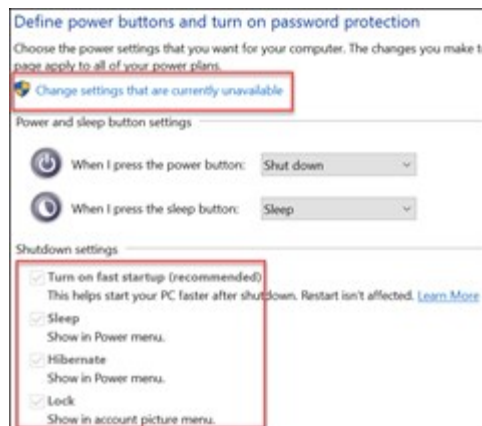 Define power buttons and turn on password protection
Choose the power settings that you want for your computer. The changes you make t
page apply to all of your power plans.
Change settings that are currently unavailable
Power and sleep button settings
When I press the power button: Shut down
When I press the sleep button: Sleep
Shutdown settings
Turn on fast startup (recommended)
This helps start your PC faster after shutdown. Restart isn't affected. Learn More
Sleep
Show in Power menu.
Hibernate
Show in Power menu.
Lock
Show in account picture menu.